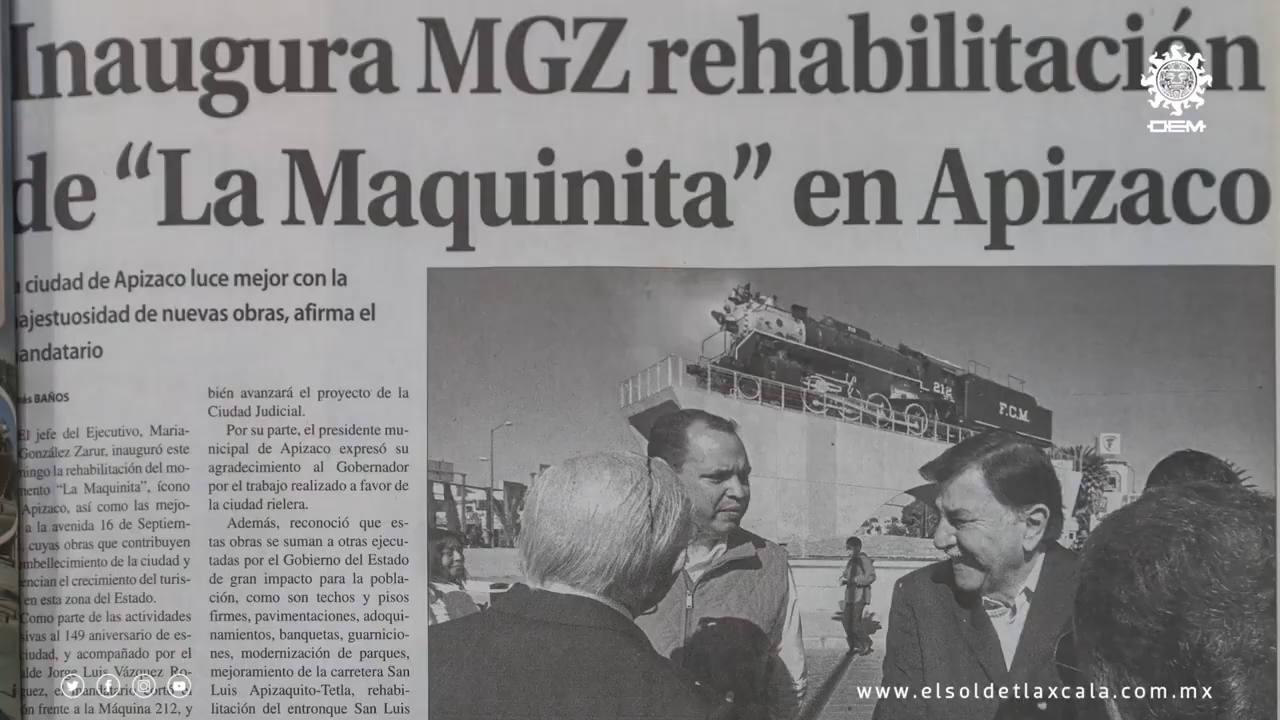 Inaugura MGZ rehabilitación
de “La Maquinita” en Apizaco
OEM
ciudad de Apizaco luce mejor con la
ajestuosidad de nuevas obras, afirma el
andatario
BAÑOS
El jefe del Ejecutivo, Maria-
González Zarur, inauguró este
mingo la rehabilitación del mo-
mento “La Maquinita”, ícono
Apizaco, así como las mejo-
a la avenida 16 de Septiem-
cuyas obras que contribuyen
mbellecimiento de la ciudad y
encian el crecimiento del turis-
en esta zona del Estado.
Como parte de las actividades
sivas al 149 aniversario de es-
ciudad, y acompañado por el
alde Jorge Luis Vázquez Ro-
guez,
ón frente a la Máquina 212, y
bién avanzará el proyecto de la
Ciudad Judicial.
Por su parte, el presidente mu-
nicipal de Apizaco expresó su
agradecimiento al Gobernador
por el trabajo realizado a favor de
la ciudad rielera.
Además, reconoció que es-
tas obras se suman a otras ejecu-
tadas por el Gobierno del Estado
de gran impacto para la pobla-
ción, como son techos y pisos
firmes, pavimentaciones, adoqui-
namientos, banquetas, guarnicio-
nes, modernización de parques,
mejoramiento de la carretera San
Luis Apizaquito-Tetla, rehabi-
litación del entronque San Luis
212
F.C.M.
www.elsoldetlaxcala.com.mx